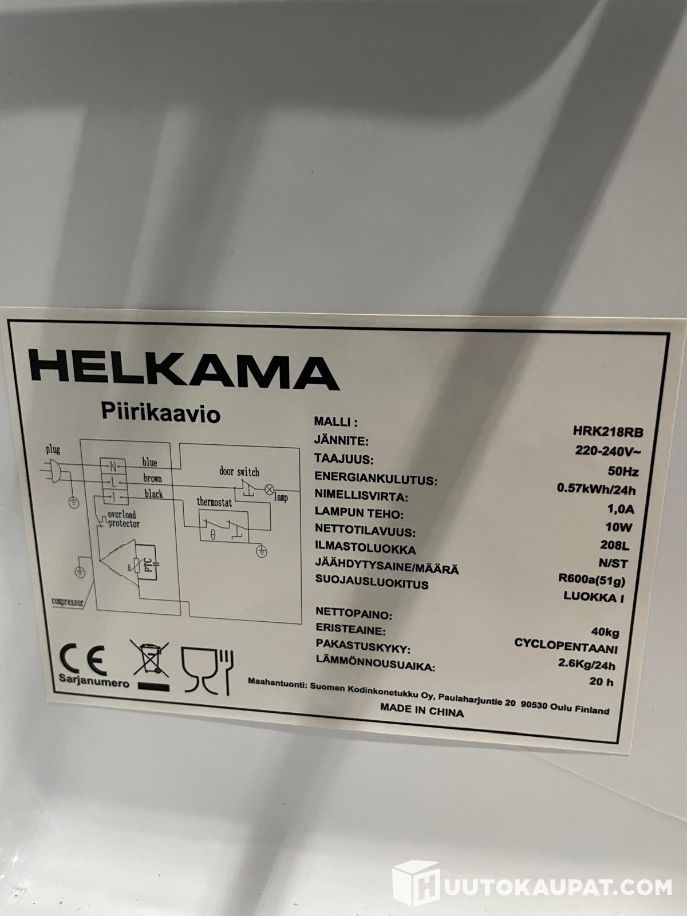 HELKAMA
Piirikaavio
plug
N
L
blue
brown
black
door switch
lamp
thermostat
θ
overload
protector
PTC
compressor
MALLI : HRK218RB
JÄNNITE: 220-240V~
TAAJUUS: 50Hz
ENERGIANKULUTUS: 0.57kWh/24h
NIMELLISVIRTA: 1,0A
LAMPUN TEHO: 10W
NETTOTILAVUUS: 208L
ILMASTOLUOKKA N/ST
JÄÄHDYTYSAINE/MÄÄRÄ R600a(51g)
SUOJAUSLUOKITUS LUOKKA I
NETTOPAINO: 40kg
ERISTEAINE: CYCLOPENTAANI
PAKASTUSKYKY: 2.6Kg/24h
LÄMMÖNNOUSUAIKA: 20 h
CE
Sarjanumero
Maahantuonti: Suomen Kodinkonetukku Oy, Paulaharjuntie 20 90530 Oulu Finland
MADE IN CHINA
HUUTOKAUPAT.COM